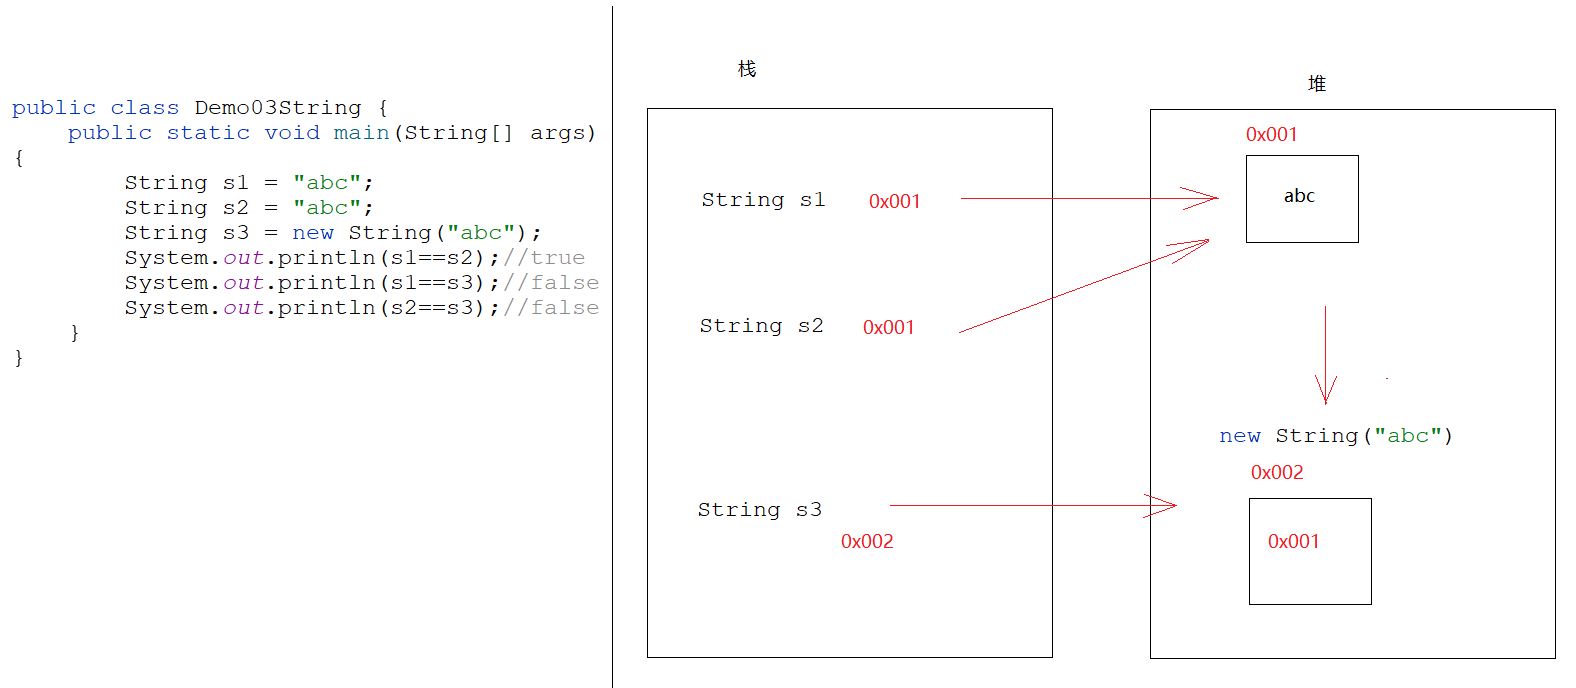 public class Demo03String {
    public static void main(String[] args)
{
        String s1 = "abc";
        String s2 = "abc";
        String s3 = new String("abc");
        System.out.println(s1==s2);//true
        System.out.println(s1==s3);//false
        System.out.println(s2==s3);//false
    }
}
栈
String s1 0x001
String s2 0x001
String s3
0x002
堆
0x001
abc
new String("abc")
0x002
0x001